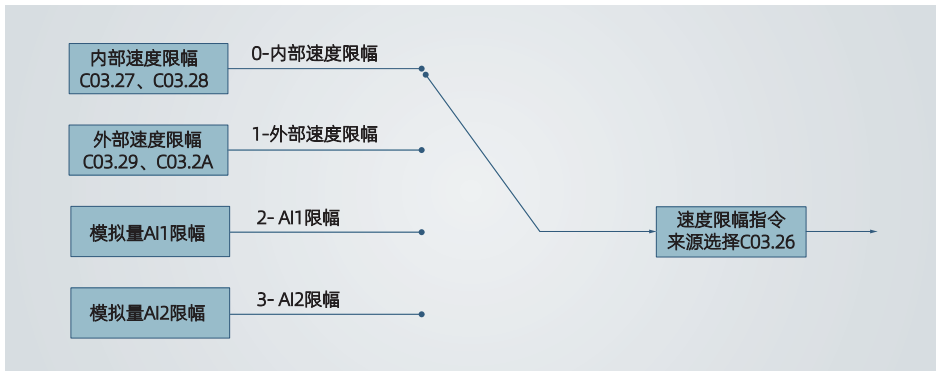 内部速度限幅
C03.27、C03.28
0-内部速度限幅
外部速度限幅
C03.29、C03.2A
1-外部速度限幅
模拟量AI1限幅
2- AI1限幅
速度限幅指令
来源选择C03.26
模拟量AI2限幅
3- AI2限幅